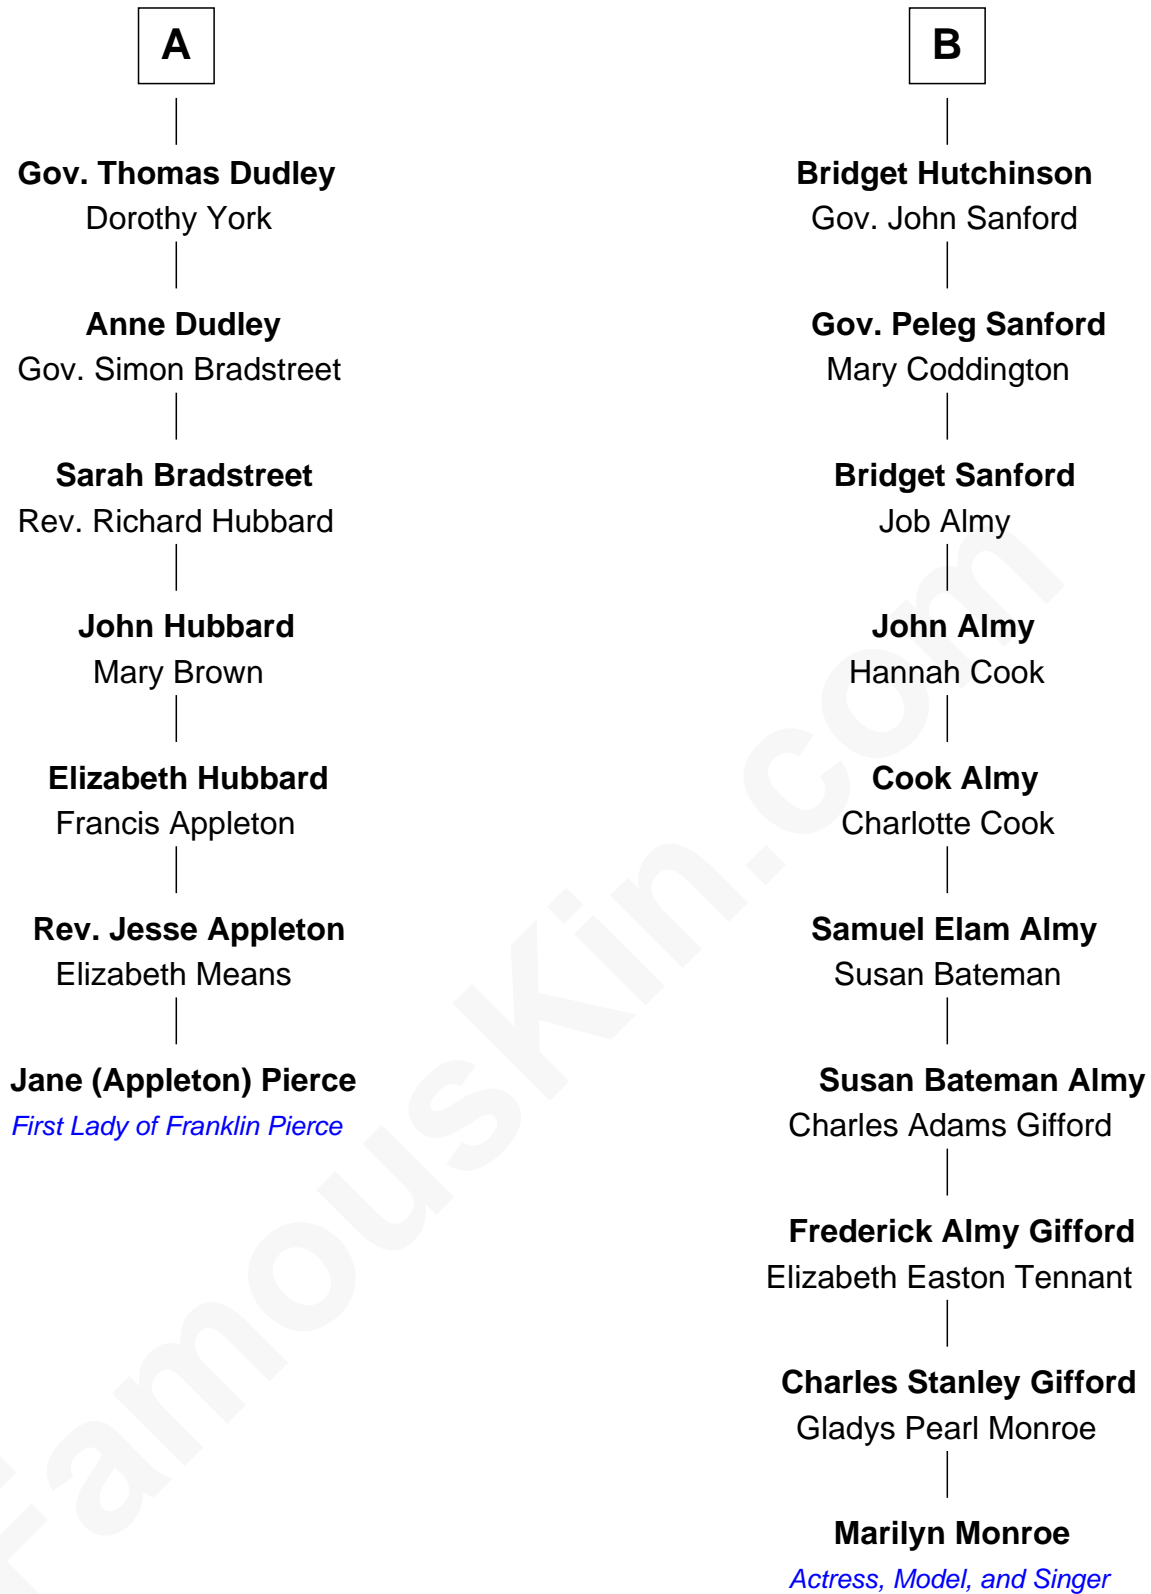 A
Gov. Thomas Dudley
Dorothy York
Anne Dudley
Gov. Simon Bradstreet
Sarah Bradstreet
Rev. Richard Hubbard
John Hubbard
Mary Brown
Elizabeth Hubbard
Francis Appleton
Rev. Jesse Appleton
Elizabeth Means
Jane (Appleton) Pierce
First Lady of Franklin Pierce
B
Bridget Hutchinson
Gov. John Sanford
Gov. Peleg Sanford
Mary Coddington
Bridget Sanford
Job Almy
John Almy
Hannah Cook
Cook Almy
Charlotte Cook
Samuel Elam Almy
Susan Bateman
Susan Bateman Almy
Charles Adams Gifford
Frederick Almy Gifford
Elizabeth Easton Tennant
Charles Stanley Gifford
Gladys Pearl Monroe
Marilyn Monroe
Actress, Model, and Singer
FamousKin.com